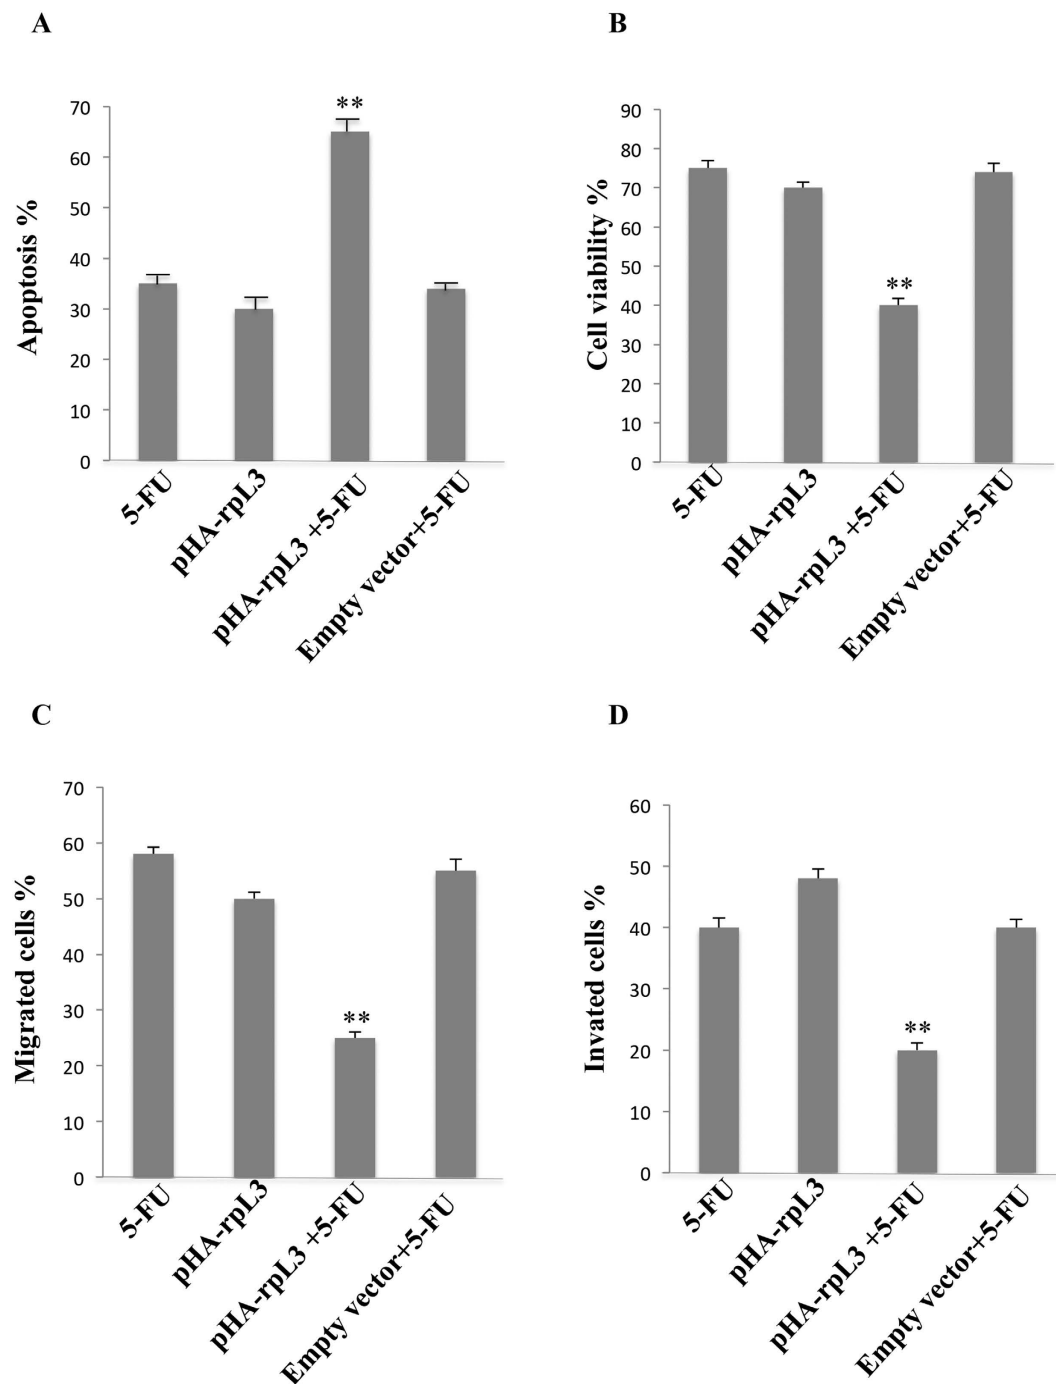 A
Apoptosis %
70
60
50
40
30
20
10
0
**
5-FU
pHA-rpL3
pHA-rpL3 +5-FU
Empty vector+5-FU
B
Cell viability %
90
80
70
60
50
40
30
20
10
0
**
5-FU
pHA-rpL3
pHA-rpL3 +5-FU
Empty vector+5-FU
C
Migrated cells %
70
60
50
40
30
20
10
0
**
5-FU
pHA-rpL3
pHA-rpL3 +5-FU
Empty vector+5-FU
D
Invated cells %
60
50
40
30
20
10
0
**
5-FU
pHA-rpL3
pHA-rpL3 +5-FU
Empty vector+5-FU